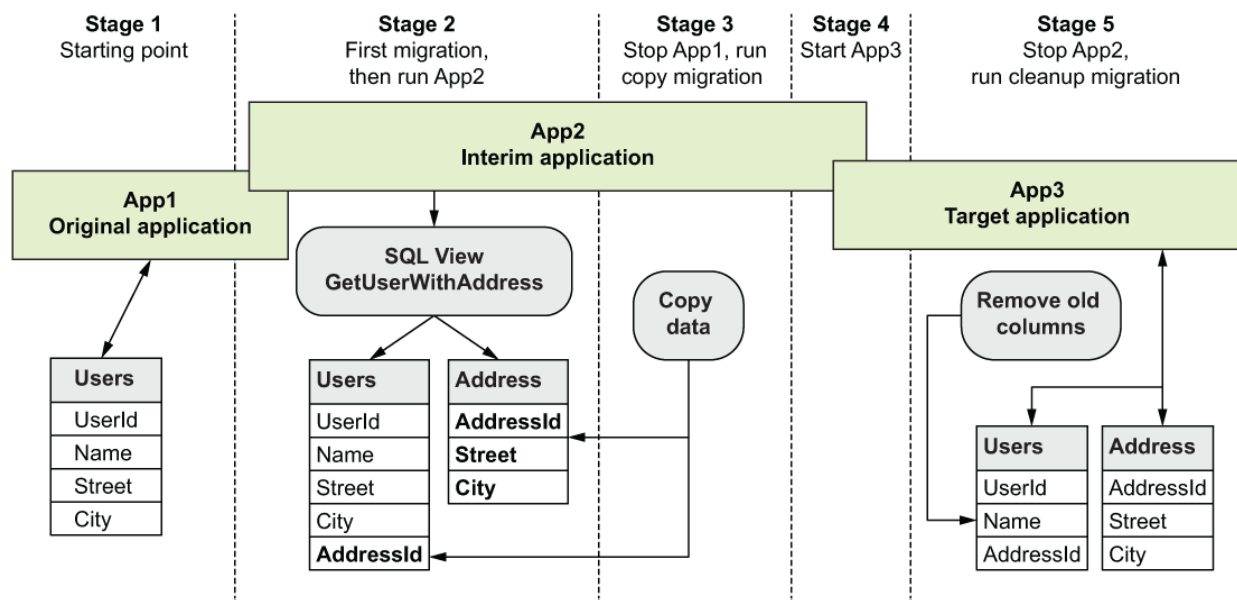 Stage 1
Starting point
Stage 2
First migration,
then run App2
Stage 3
Stop App1, run
copy migration
Stage 4
Start App3
Stage 5
Stop App2,
run cleanup migration
App2
Interim application
App1
Original application
App3
Target application
SQL View
GetUserWithAddress
Copy
data
Remove old
columns
Users
UserId
Name
Street
City
Users
UserId
Name
Street
City
AddressId
Address
AddressId
Street
City
Users
UserId
Name
AddressId
Address
AddressId
Street
City